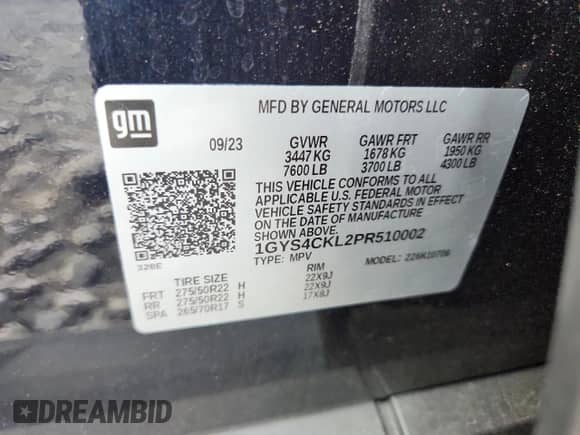 gm
MFD BY GENERAL MOTORS LLC
09/23 GVWR GAWR FRT GAWR RR
3447 KG 1678 KG 1950 KG
7600 LB 3700 LB 4300 LB
THIS VEHICLE CONFORMS TO ALL
APPLICABLE U.S. FEDERAL MOTOR
VEHICLE SAFETY STANDARDS IN EFFECT
ON THE DATE OF MANUFACTURE
SHOWN ABOVE.
1GYS4CKL2PR510002
TYPE: MPV MODEL:
TIRE SIZE RIM
FRT 275/50R22 H 22X9J
RR 275/50R22 H 22X9J
SPA 265/70R17 S 17X8J
DREAMBID